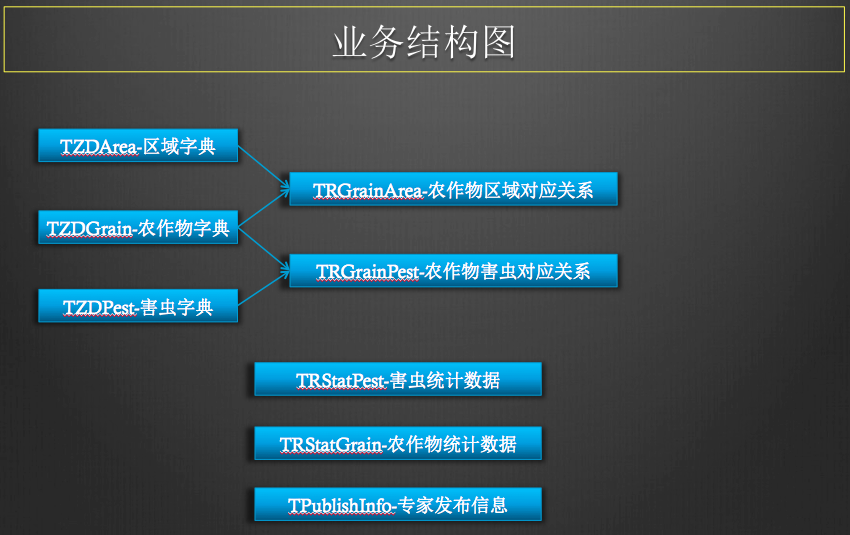 业务结构图
TZDArea-区域字典
TRGrainArea-农作物区域对应关系
TZDGrain-农作物字典
TRGrainPest-农作物害虫对应关系
TZDPest-害虫字典
TRStatPest-害虫统计数据
TRStatGrain-农作物统计数据
TPublishInfo-专家发布信息